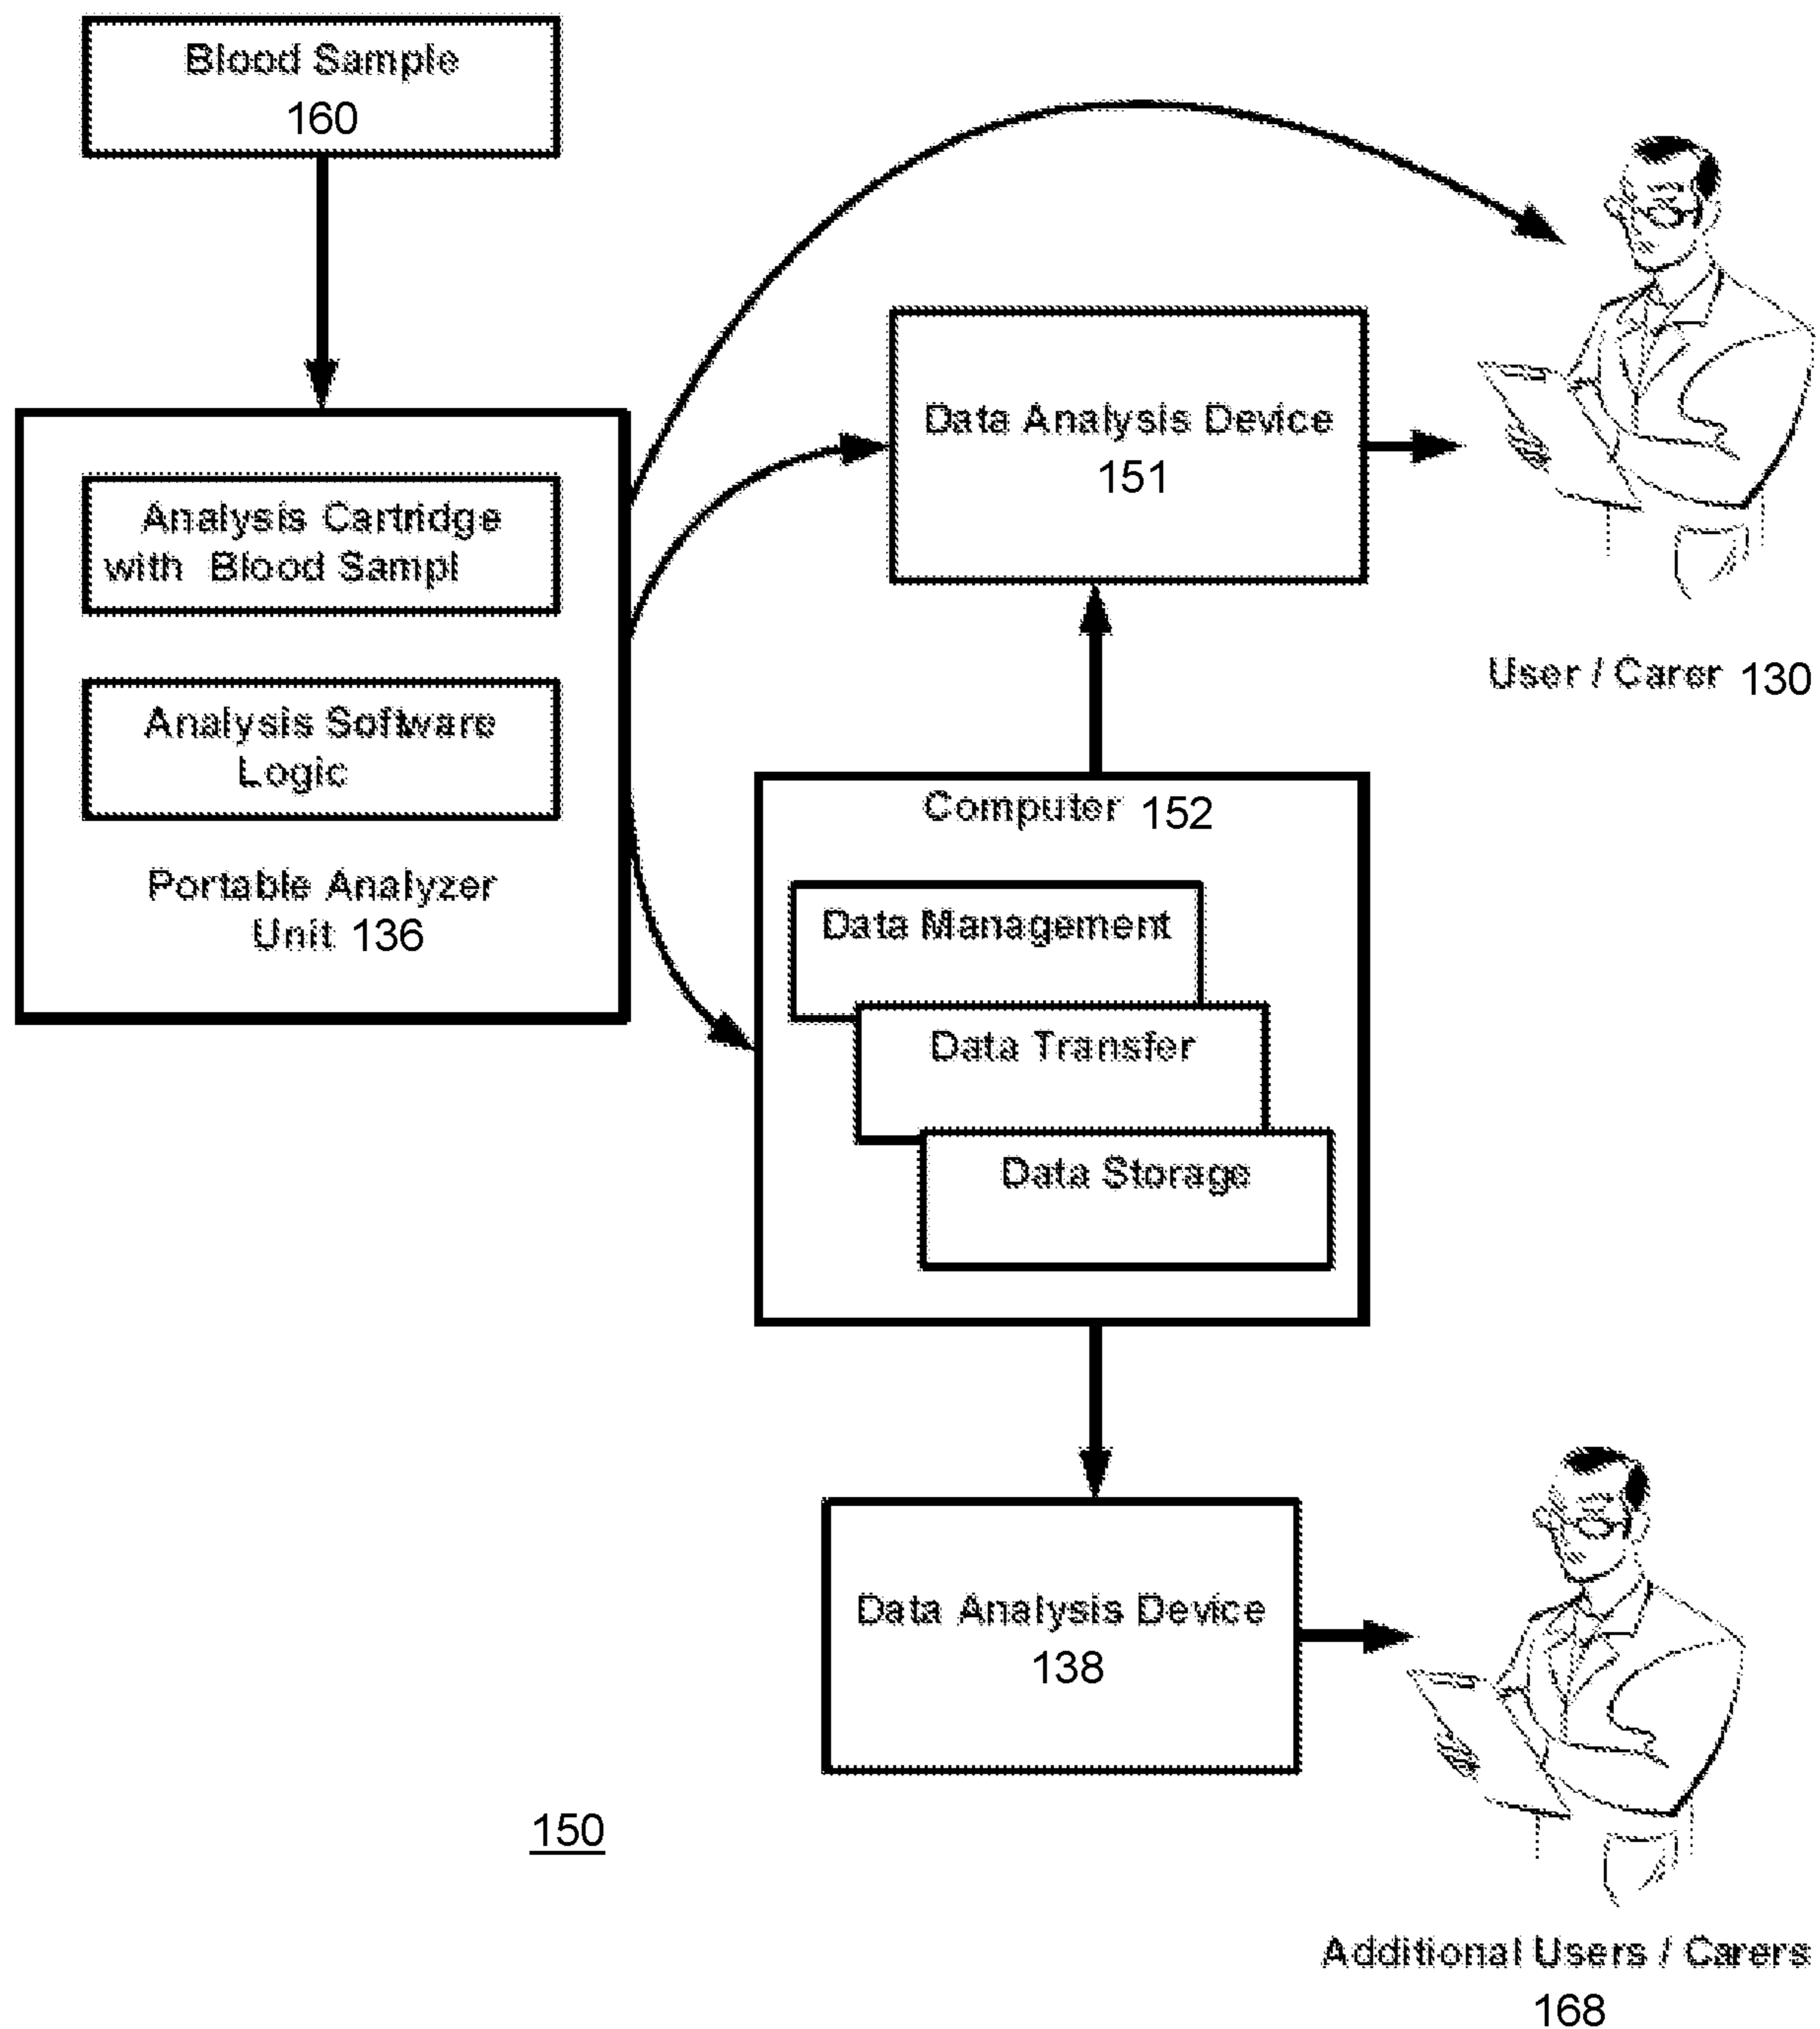 Blood Sample
160
Analysis Cartridge
with Blood Sampl
Analysis Software
Logic
Portable Analyzer
Unit 136
Data Analysis Device
151
User / Carer 130
Computer 152
Data Management
Data Transfer
Data Storage
Data Analysis Device
138
150
Additional Users / Carers
168